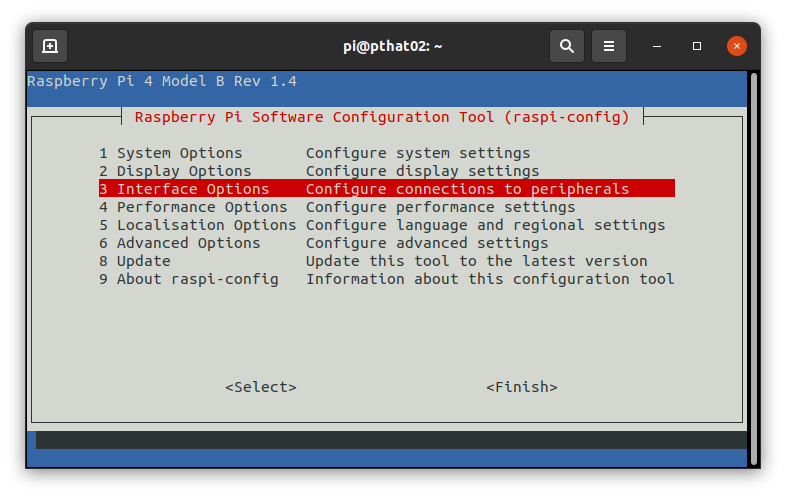 pi@pthat02: ~
Raspberry Pi 4 Model B Rev 1.4
Raspberry Pi Software Configuration Tool (raspi-config)
1 System Options       Configure system settings
2 Display Options      Configure display settings
3 Interface Options    Configure connections to peripherals
4 Performance Options  Configure performance settings
5 Localisation Options Configure language and regional settings
6 Advanced Options     Configure advanced settings
8 Update               Update this tool to the latest version
9 About raspi-config   Information about this configuration tool
<Select>                     <Finish>